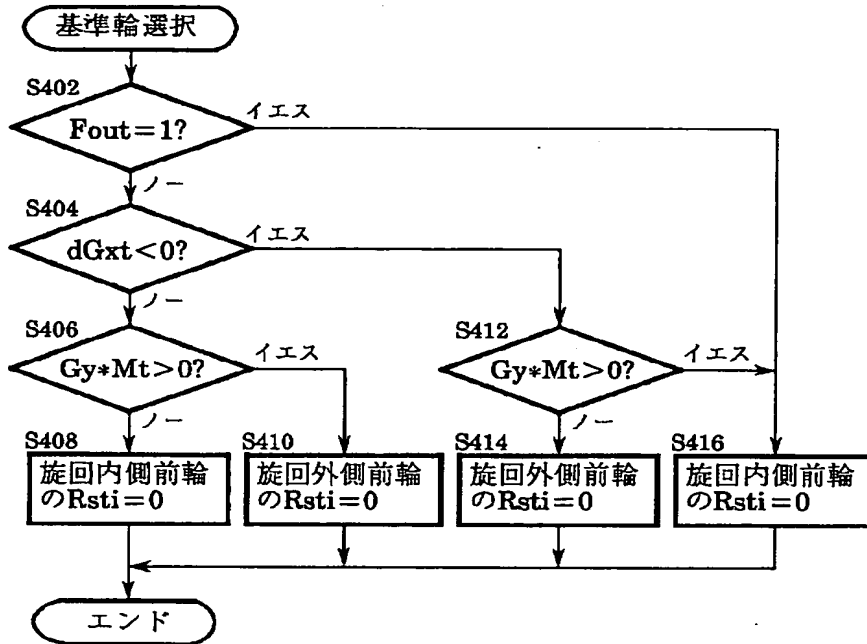 基準輪選択
S402
Fout=1?
イエス
ノー
S404
dGxt<0?
イエス
ノー
S406
Gy*Mt>0?
イエス
ノー
S412
Gy*Mt>0?
イエス
ノー
S408
旋回内側前輪
のRsti=0
S410
旋回外側前輪
のRsti=0
S414
旋回外側前輪
のRsti=0
S416
旋回内側前輪
のRsti=0
エンド